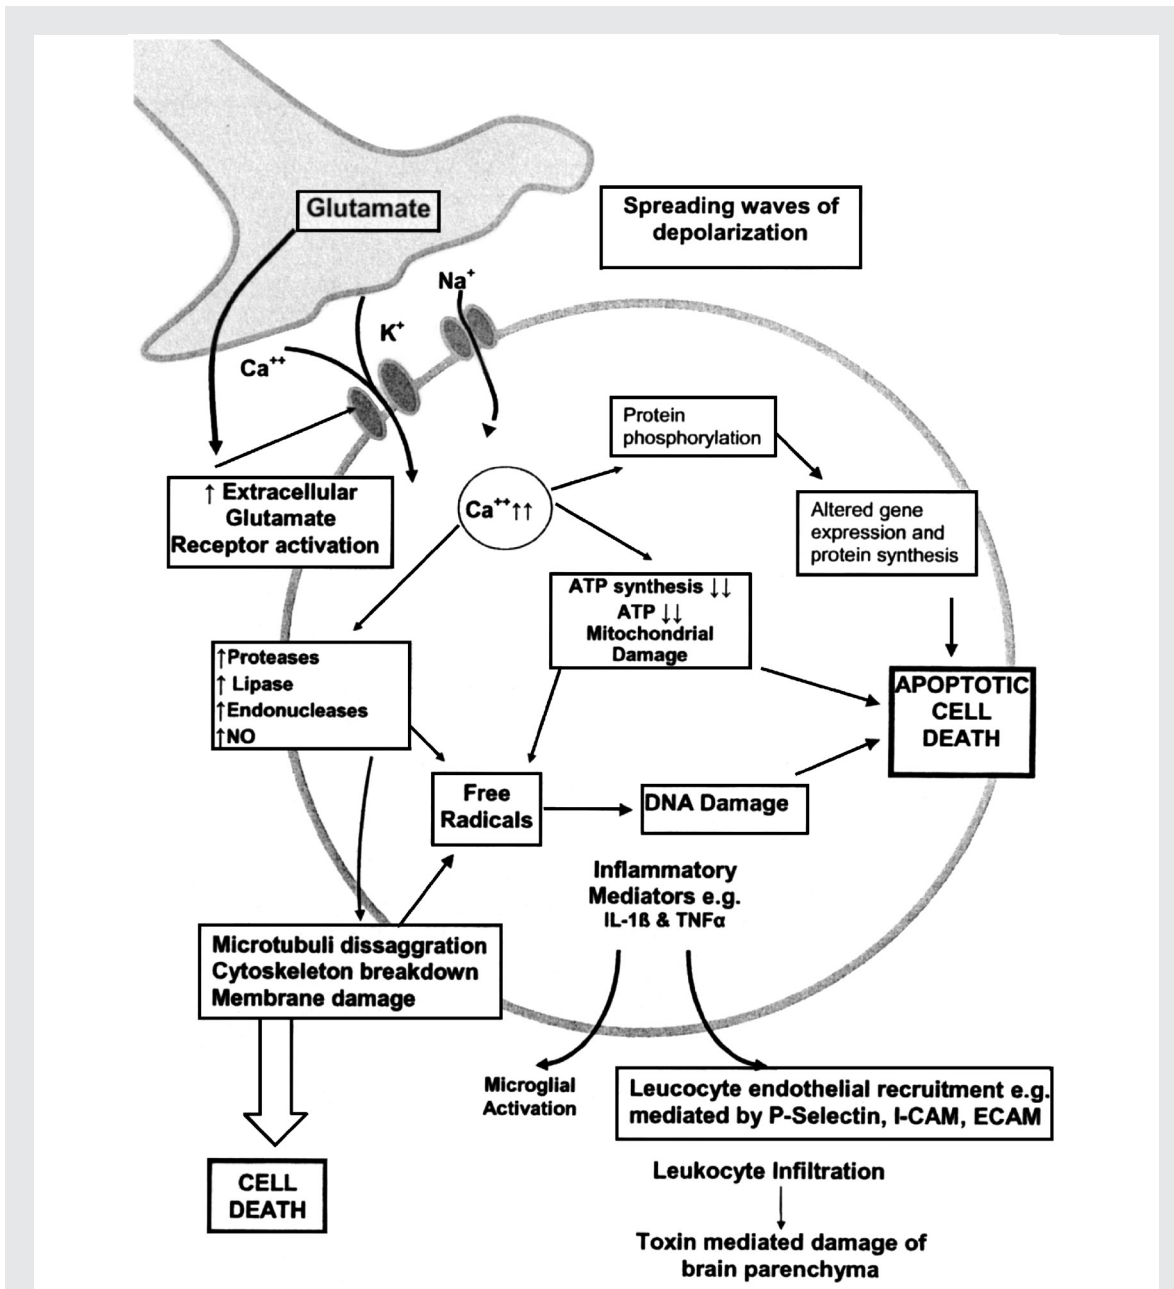 Glutamate
Spreading waves of
depolarization
Na⁺
K⁺
Ca⁺⁺
Protein
phosphorylation
↑ Extracellular
Glutamate
Receptor activation
Ca⁺⁺↑↑
Altered gene
expression and
protein synthesis
ATP synthesis ↓↓
ATP ↓↓
Mitochondrial
Damage
↑Proteases
↑ Lipase
↑Endonucleases
↑NO
APOPTOTIC
CELL
DEATH
Free
Radicals
DNA Damage
Inflammatory
Mediators e.g.
IL-1ß & TNFα
Microtubuli dissaggration
Cytoskeleton breakdown
Membrane damage
Microglial
Activation
Leucocyte endothelial recruitment e.g.
mediated by P-Selectin, I-CAM, ECAM
CELL
DEATH
Leukocyte Infiltration
Toxin mediated damage of
brain parenchyma